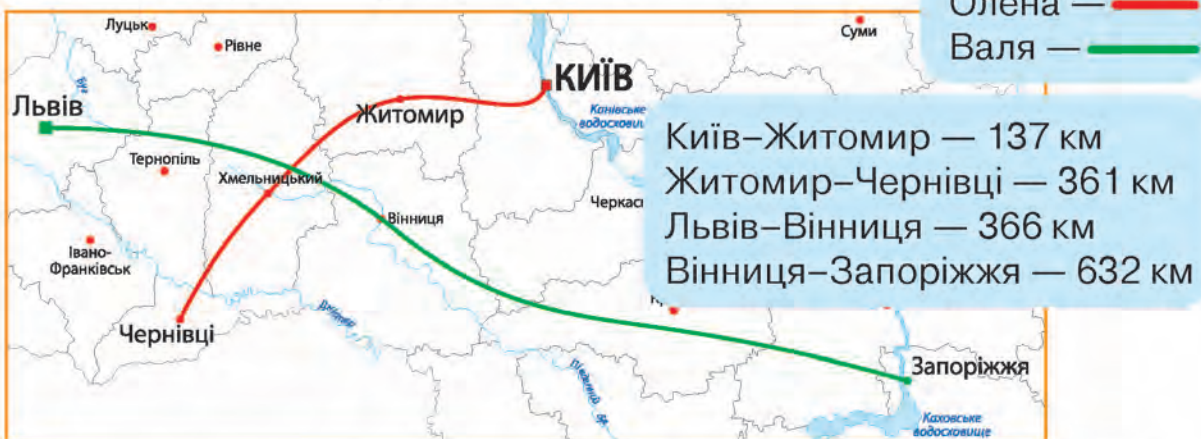 Олена —
Валя —
Луцьк
Рівне
Суми
КИЇВ
Львів
Житомир
Канівське
Київ–Житомир — 137 км
Житомир–Чернівці — 361 км
Львів–Вінниця — 366 км
Вінниця–Запоріжжя — 632 км
Тернопіль
Хмельницький
Вінниця
Івано-
Франківськ
Чернівці
Запоріжжя
Каховське
водосховище